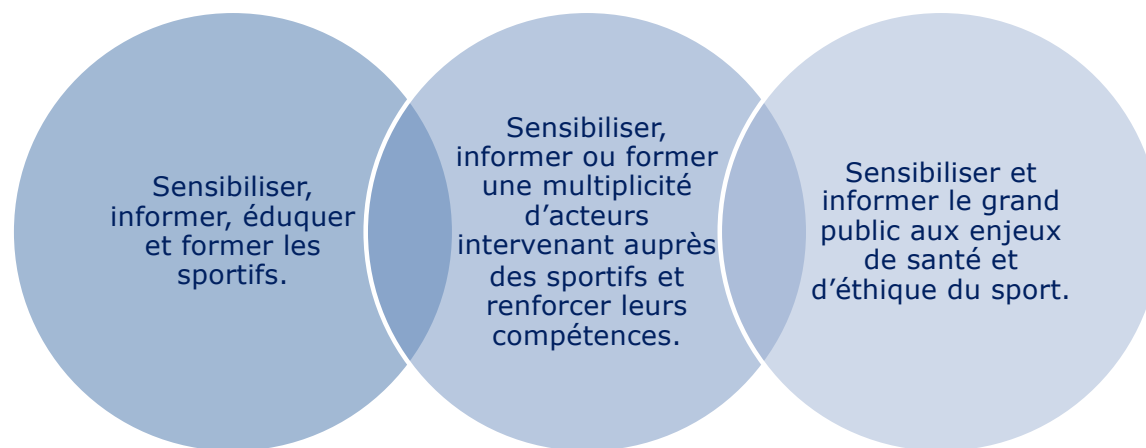 Sensibiliser,
informer, éduquer
et former les
sportifs.
Sensibiliser,
informer ou former
une multiplicité
d’acteurs
intervenant auprès
des sportifs et
renforcer leurs
compétences.
Sensibiliser et
informer le grand
public aux enjeux
de santé et
d’éthique du sport.